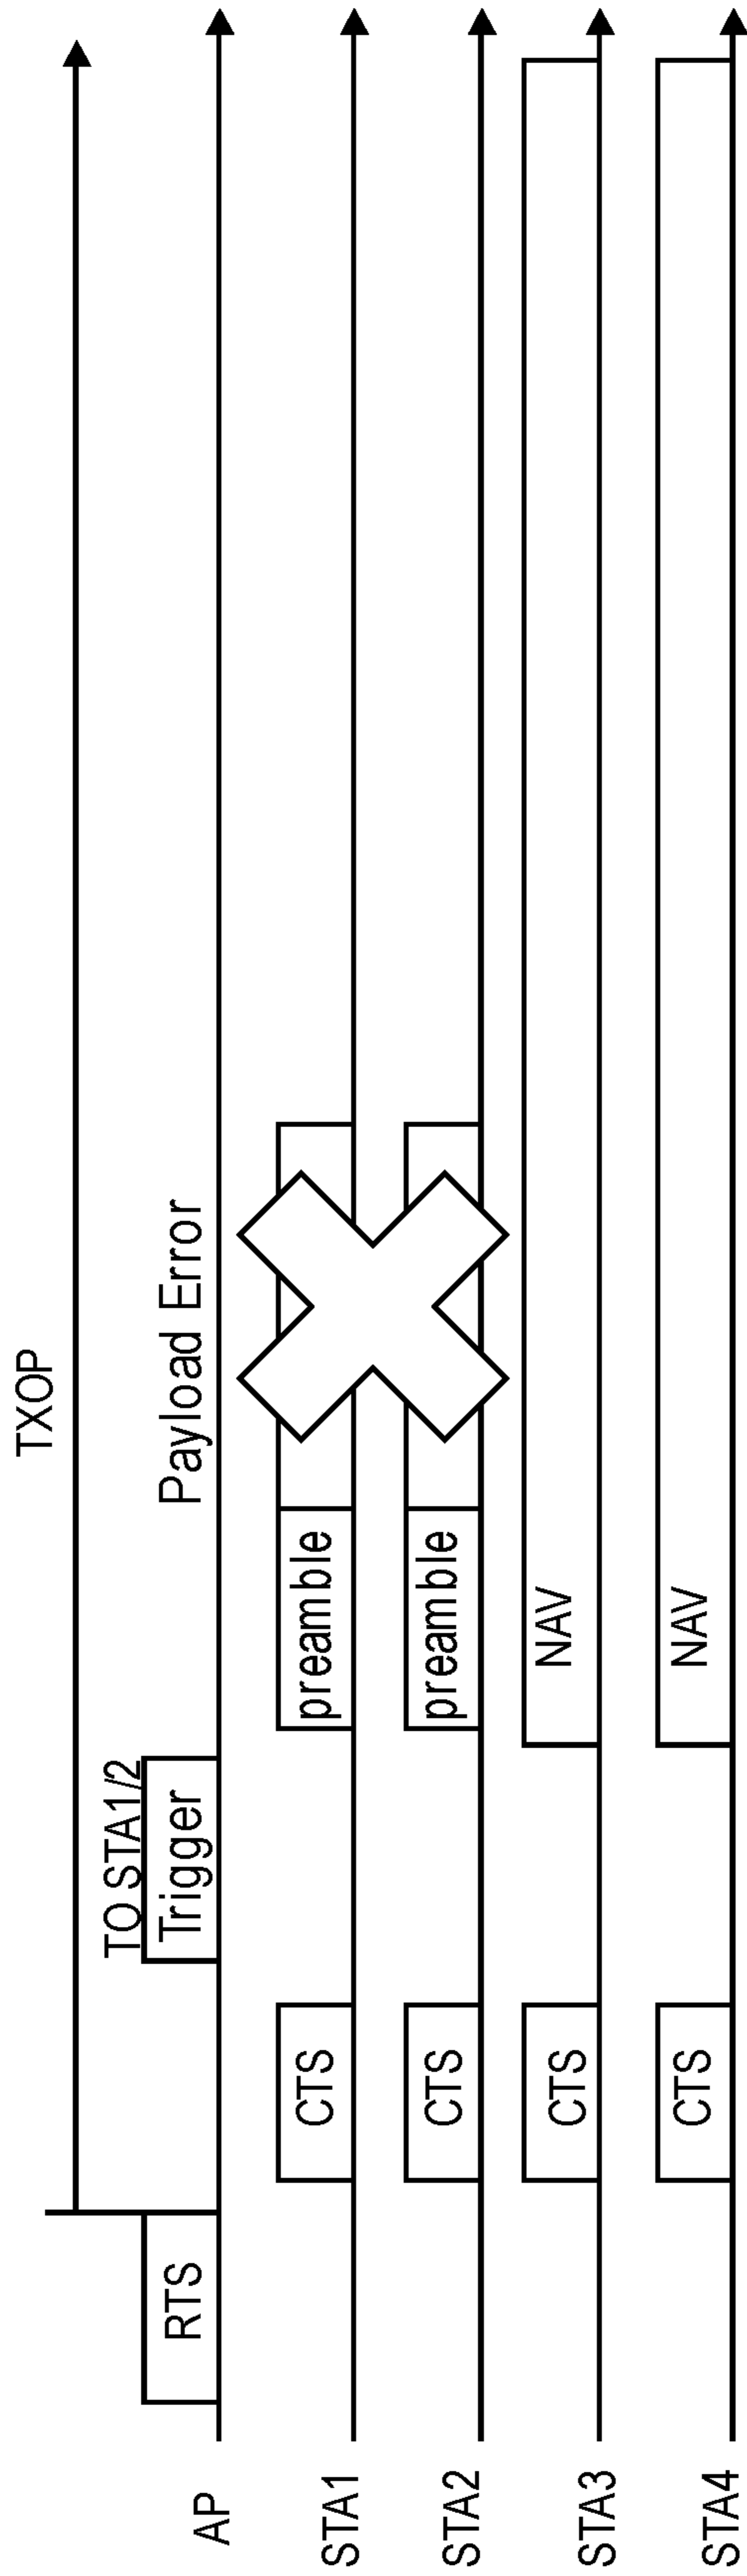 TXOP
TO STA1/2
Payload Error
AP
RTS
Trigger
STA1
CTS
preamble
STA2
CTS
preamble
STA3
CTS
NAV
STA4
CTS
NAV